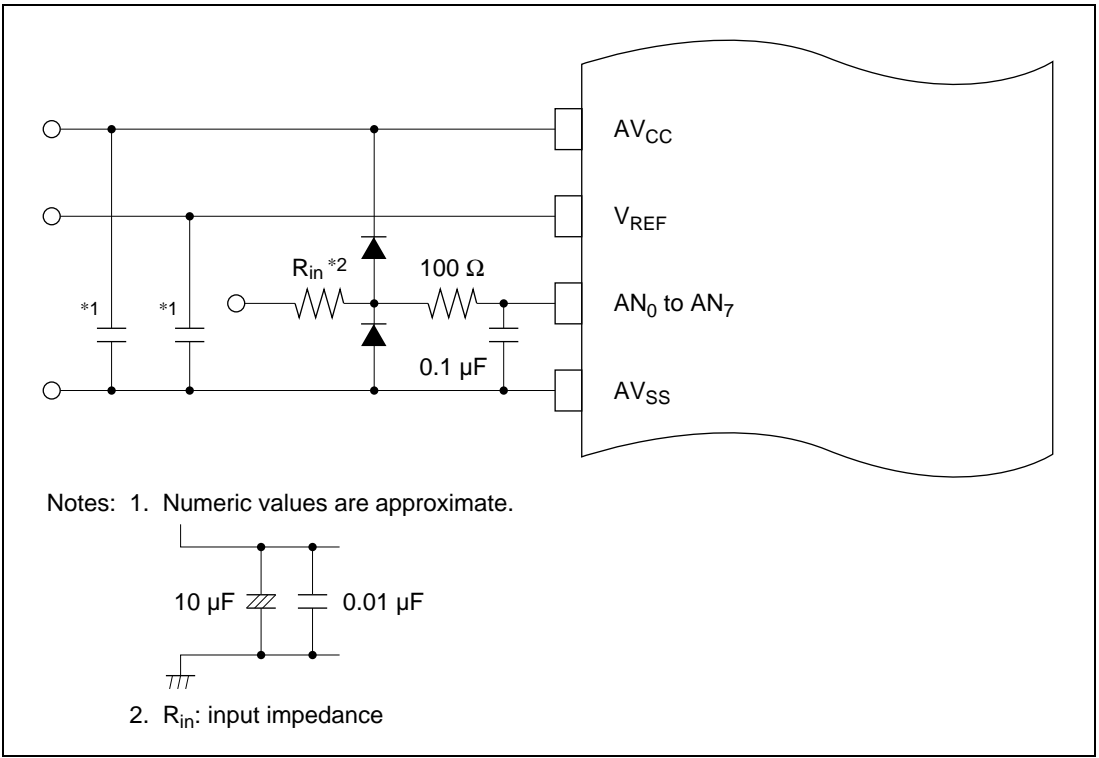 AVCC
VREF
Rin *2
100 Ω
*1
*1
AN0 to AN7
0.1 µF
AVSS
Notes: 1. Numeric values are approximate.
10 µF
0.01 µF
2. Rin: input impedance